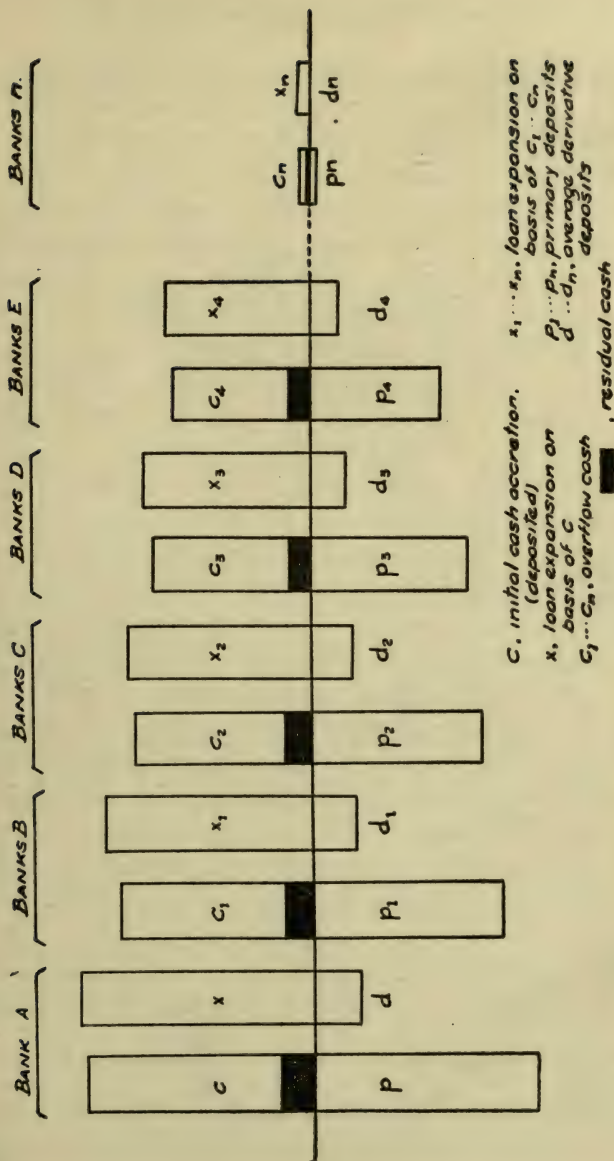 BANK A
BANKS B
BANKS C
BANKS D
BANKS E
BANKS n.
c x c₁ x₁ c₂ x₂ c₃ x₃ c₄ x₄ cₙ xₙ
p d p₁ d₁ p₂ d₂ p₃ d₃ p₄ d₄ pn . dn
C, initial cash accretion.
(deposited)
x, loan expansion on
basis of C
C₁...Cₙ, overflow cash
x₁...xₙ, loan expansion on
basis of C₁..Cₙ
P₁...Pₙ, primary deposits
d..dₙ, average derivative
deposits
, residual cash